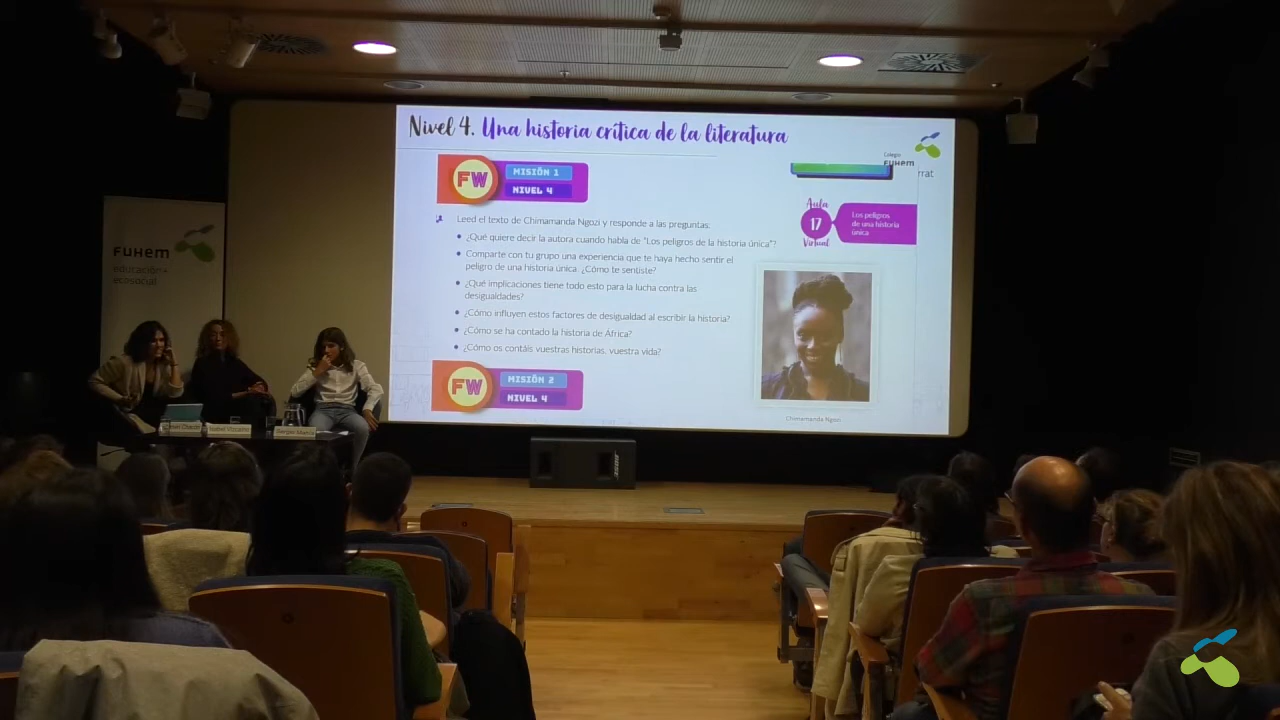 Nivel 4. Una historia crítica de la literatura
Colegio
FUHEM
rrat
FW
MISIÓN 1
NIVEL 4
Aula
17
Virtual
Los peligros
de una historia
única
Leed el texto de Chimamanda Ngozi y responde a las preguntas:
¿Qué quiere decir la autora cuando habla de "Los peligros de la historia única"?
Comparte con tu grupo una experiencia que te haya hecho sentir el
peligro de una historia única. ¿Cómo te sentiste?
¿Qué implicaciones tiene todo esto para la lucha contra las
desigualdades?
¿Cómo influyen estos factores de desigualdad al escribir la historia?
¿Cómo se ha contado la historia de África?
¿Cómo os contáis vuestras historias, vuestra vida?
FW
MISIÓN 2
NIVEL 4
Chimamanda Ngozi
FUHEM
educación+
ecosocial
Isabel Vizcaíno